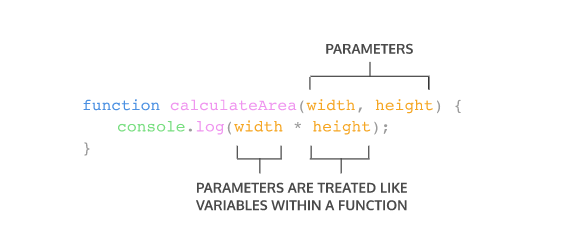 PARAMETERS
function calculateArea(width, height) {
console.log(width * height);
}
PARAMETERS ARE TREATED LIKE
VARIABLES WITHIN A FUNCTION